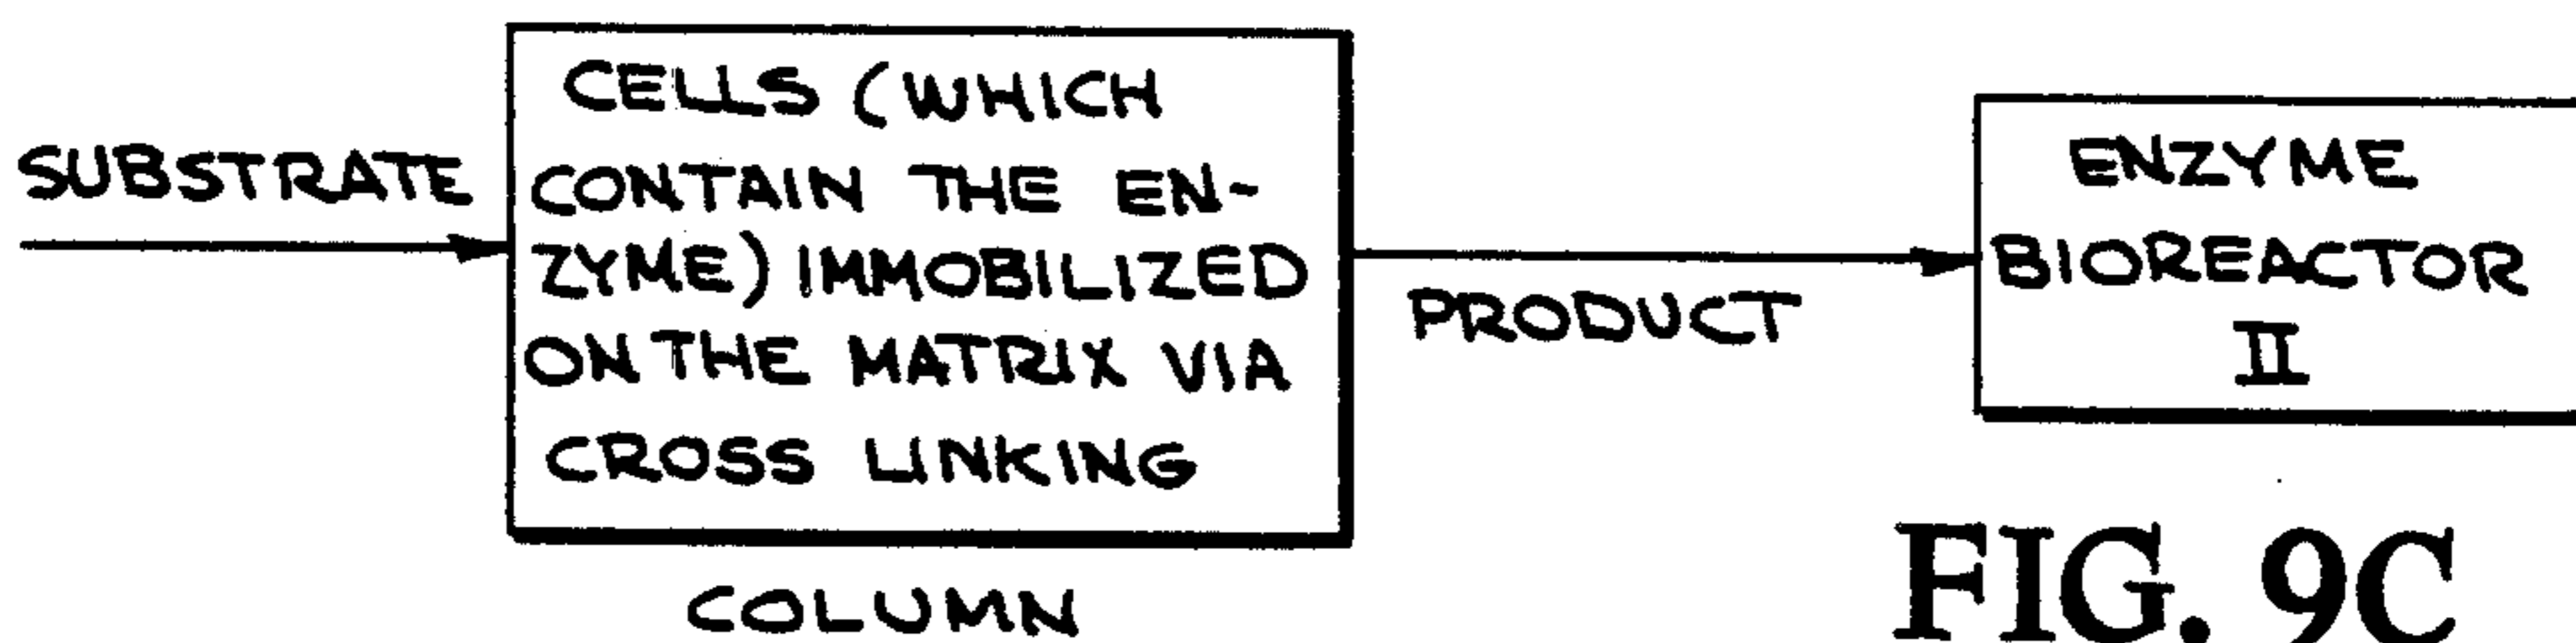 SUBSTRATE
CELLS (WHICH
CONTAIN THE EN-
ZYME) IMMOBILIZED
ON THE MATRIX VIA
CROSS LINKING
COLUMN
PRODUCT
ENZYME
BIOREACTOR
II
FIG. 9C